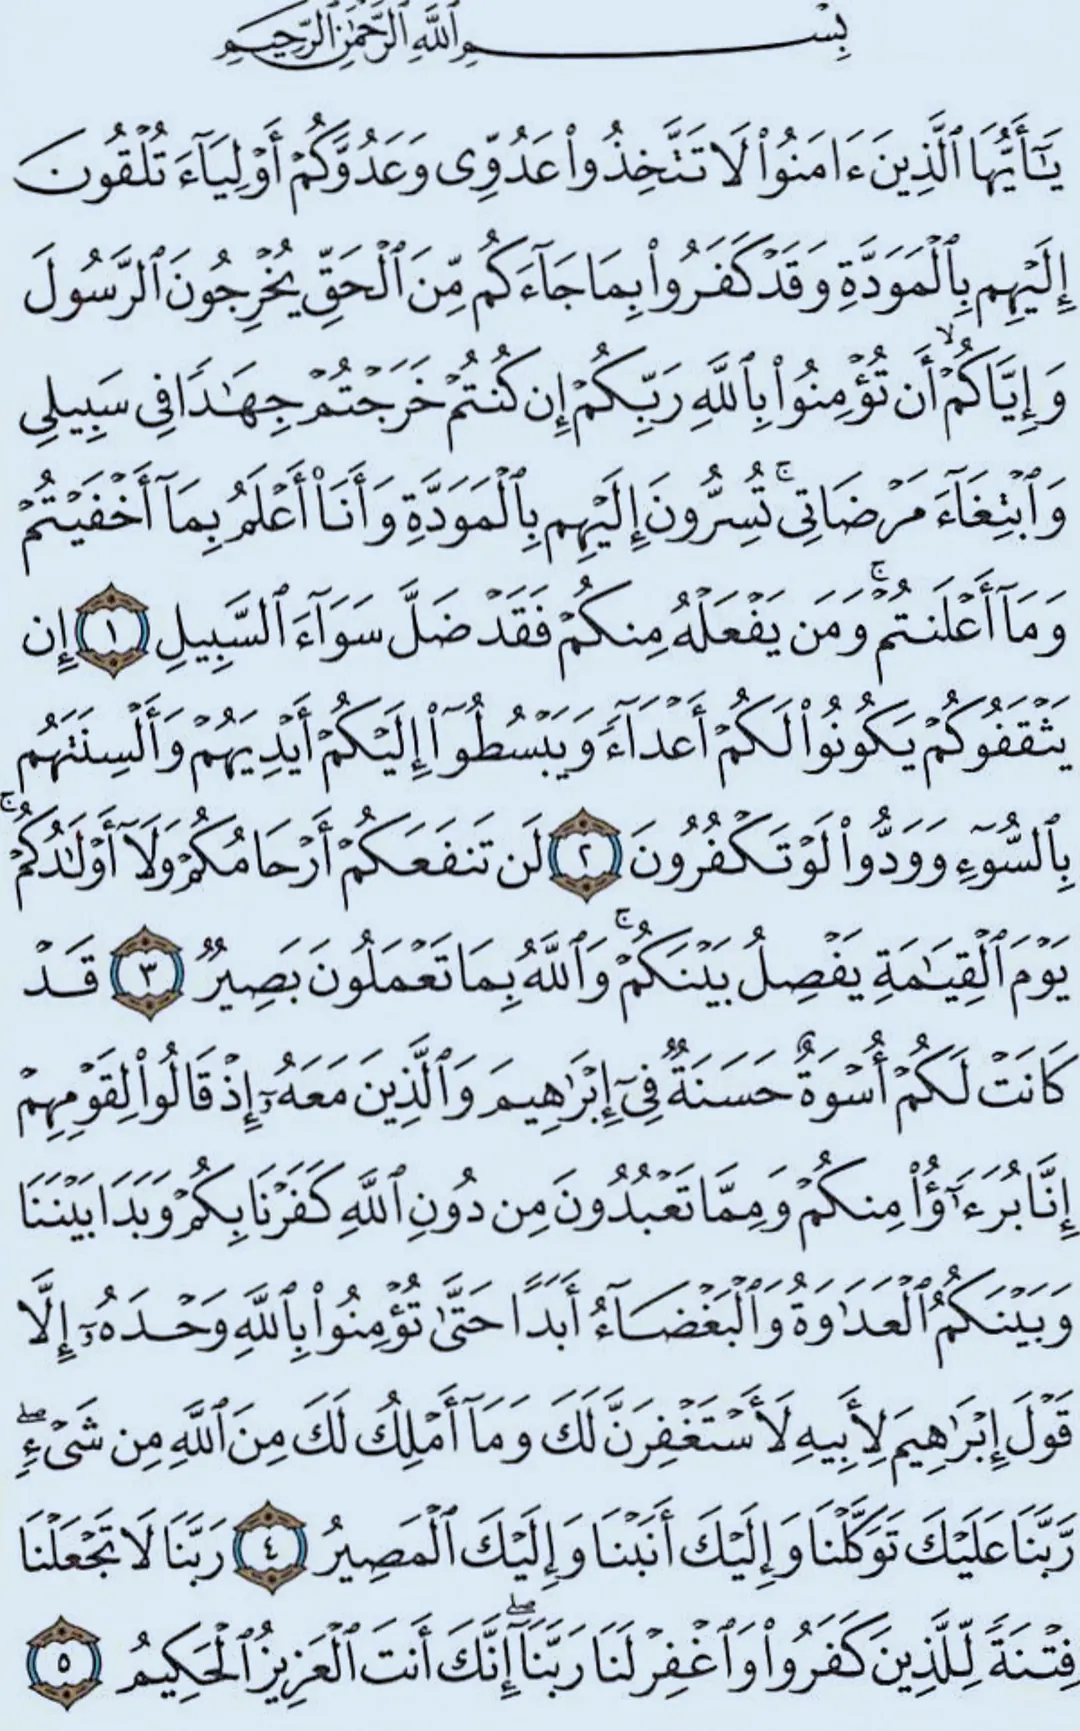 بِسْمِ ٱللَّهِ ٱلرَّحْمَٰنِ ٱلرَّحِيمِ
يَٰٓأَيُّهَا ٱلَّذِينَ ءَامَنُوا۟ لَا تَتَّخِذُوا۟ عَدُوِّى وَعَدُوَّكُمْ أَوْلِيَآءَ تُلْقُونَ
إِلَيْهِم بِٱلْمَوَدَّةِ وَقَدْ كَفَرُوا۟ بِمَا جَآءَكُم مِّنَ ٱلْحَقِّ يُخْرِجُونَ ٱلرَّسُولَ
وَإِيَّاكُمْ ۙ أَن تُؤْمِنُوا۟ بِٱللَّهِ رَبِّكُمْ إِن كُنتُمْ خَرَجْتُمْ جِهَٰدًا فِى سَبِيلِى
وَٱبْتِغَآءَ مَرْضَاتِى ۚ تُسِرُّونَ إِلَيْهِم بِٱلْمَوَدَّةِ وَأَنَا۠ أَعْلَمُ بِمَآ أَخْفَيْتُمْ
وَمَآ أَعْلَنتُمْ ۚ وَمَن يَفْعَلْهُ مِنكُمْ فَقَدْ ضَلَّ سَوَآءَ ٱلسَّبِيلِ ١ إِن
يَثْقَفُوكُمْ يَكُونُوا۟ لَكُمْ أَعْدَآءً وَيَبْسُطُوٓا۟ إِلَيْكُمْ أَيْدِيَهُمْ وَأَلْسِنَتَهُم
بِٱلسُّوٓءِ وَوَدُّوا۟ لَوْ تَكْفُرُونَ ٢ لَن تَنفَعَكُمْ أَرْحَامُكُمْ وَلَآ أَوْلَٰدُكُمْ ۚ
يَوْمَ ٱلْقِيَٰمَةِ يَفْصِلُ بَيْنَكُمْ ۚ وَٱللَّهُ بِمَا تَعْمَلُونَ بَصِيرٌ ٣ قَدْ
كَانَتْ لَكُمْ أُسْوَةٌ حَسَنَةٌ فِىٓ إِبْرَٰهِيمَ وَٱلَّذِينَ مَعَهُۥٓ إِذْ قَالُوا۟ لِقَوْمِهِمْ
إِنَّا بُرَءَٰٓؤُا۟ مِنكُمْ وَمِمَّا تَعْبُدُونَ مِن دُونِ ٱللَّهِ كَفَرْنَا بِكُمْ وَبَدَا بَيْنَنَا
وَبَيْنَكُمُ ٱلْعَدَٰوَةُ وَٱلْبَغْضَآءُ أَبَدًا حَتَّىٰ تُؤْمِنُوا۟ بِٱللَّهِ وَحْدَهُۥٓ إِلَّا
قَوْلَ إِبْرَٰهِيمَ لِأَبِيهِ لَأَسْتَغْفِرَنَّ لَكَ وَمَآ أَمْلِكُ لَكَ مِنَ ٱللَّهِ مِن شَىْءٍ ۖ
رَّبَّنَا عَلَيْكَ تَوَكَّلْنَا وَإِلَيْكَ أَنَبْنَا وَإِلَيْكَ ٱلْمَصِيرُ ٤ رَبَّنَا لَا تَجْعَلْنَا
فِتْنَةً لِّلَّذِينَ كَفَرُوا۟ وَٱغْفِرْ لَنَا رَبَّنَآ ۖ إِنَّكَ أَنتَ ٱلْعَزِيزُ ٱلْحَكِيمُ ٥